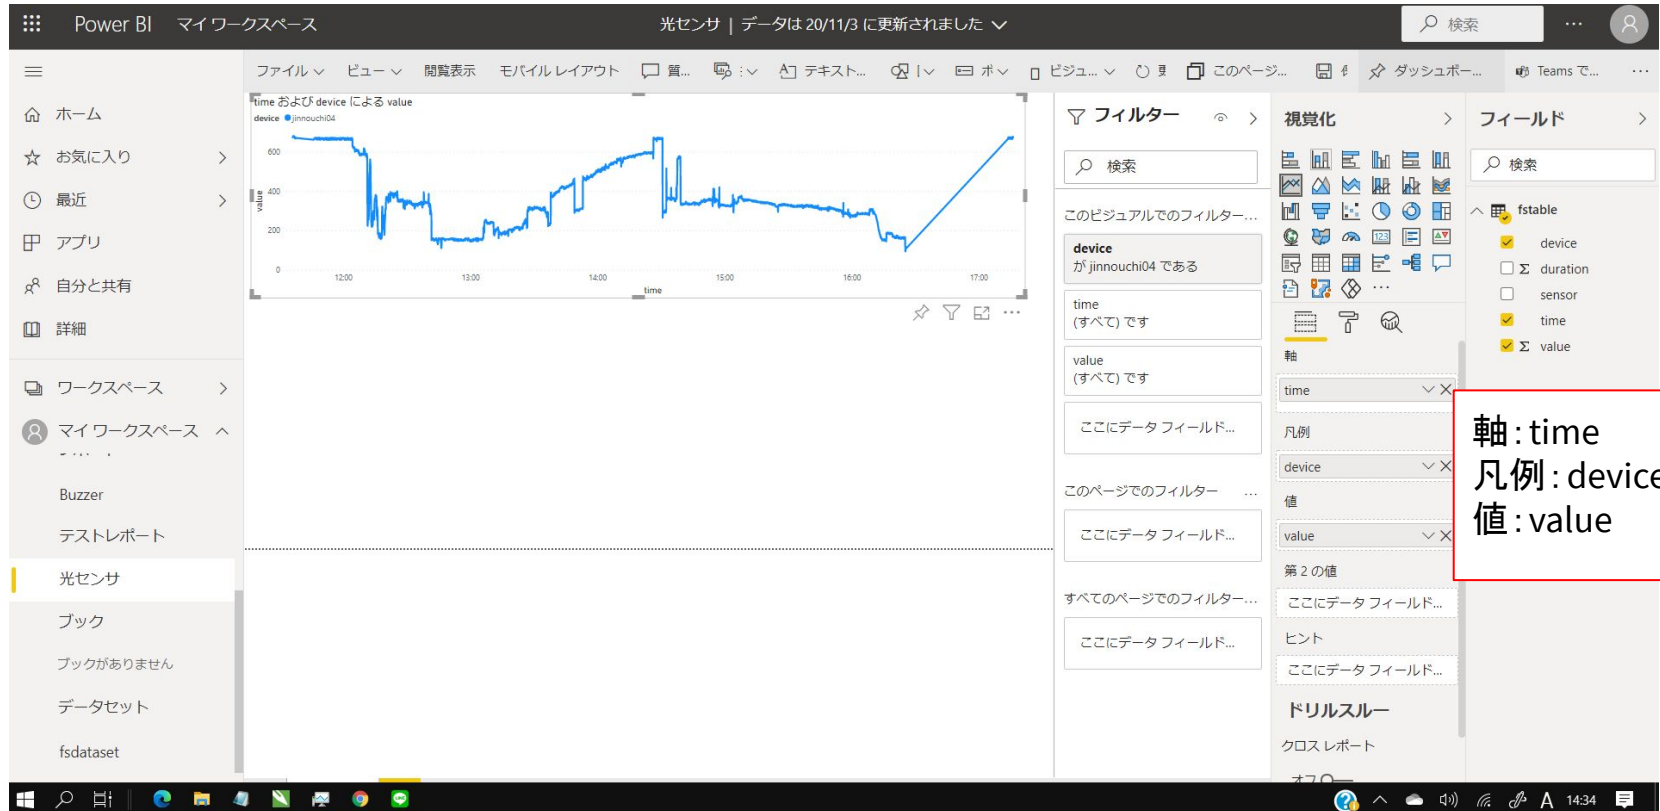 Power BI マイ ワークスペース
光センサ | データは 20/11/3 に更新されました
検索
ファイル ビュー 閲覧表示 モバイル レイアウト 質... テキスト... ボ ビジュ... このページ... ダッシュボー... Teams で...
ホーム
お気に入り
最近
アプリ
自分と共有
詳細
ワークスペース
マイ ワークスペース
Buzzer
テストレポート
光センサ
ブック
ブックがありません
データセット
fsdataset
time および device による value
device jinnouchi04
600
400
200
0
value
12:00 13:00 14:00 15:00 16:00 17:00
time
フィルター
検索
このビジュアルでのフィルター...
device
が jinnouchi04 である
time
(すべて) です
value
(すべて) です
ここにデータ フィールド...
このページでのフィルター ...
ここにデータ フィールド...
すべてのページでのフィルター...
ここにデータ フィールド...
視覚化
123
軸
time
凡例
device
値
value
第 2 の値
ここにデータ フィールド...
ヒント
ここにデータ フィールド...
ドリルスルー
クロス レポート
オフ
フィールド
検索
fstable
device
Σ duration
sensor
time
Σ value
軸：time
凡例：device
値：value
A 14:34